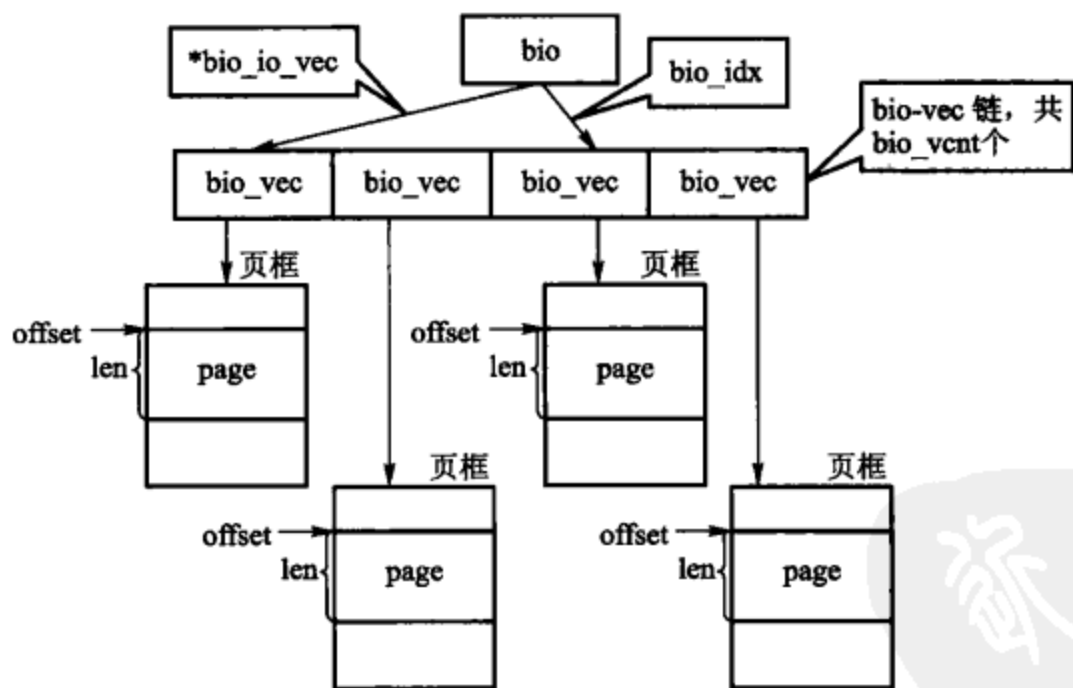 *bio_io_vec
bio
bio_idx
bio-vec 链，共
bio_vcnt个
bio_vec
bio_vec
bio_vec
bio_vec
页框
页框
offset
len
page
offset
len
page
页框
页框
offset
len
page
offset
len
page